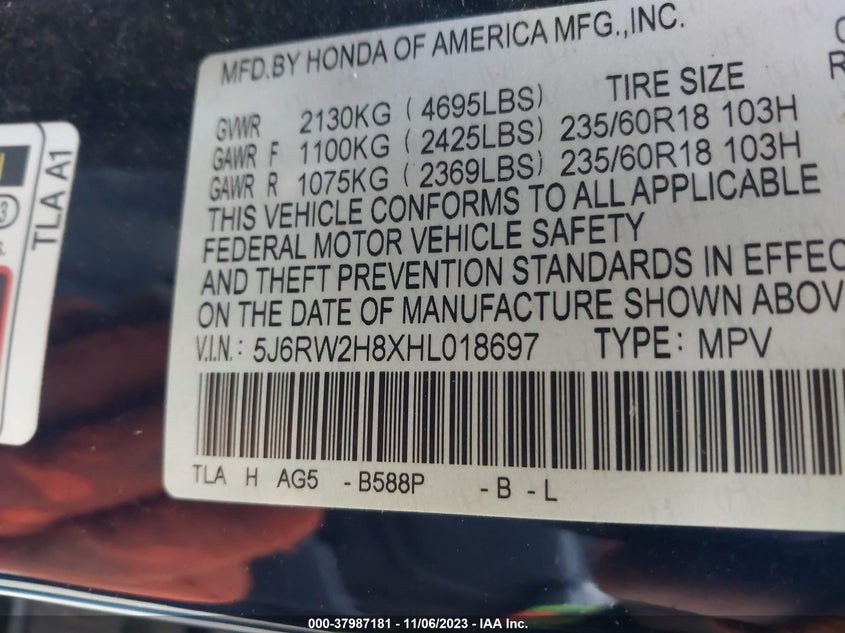 MFD.BY HONDA OF AMERICA MFG.,INC.
TIRE SIZE
GVWR 2130KG (4695LBS)
GAWR F 1100KG (2425LBS) 235/60R18 103H
GAWR R 1075KG (2369LBS) 235/60R18 103H
THIS VEHICLE CONFORMS TO ALL APPLICABLE
FEDERAL MOTOR VEHICLE SAFETY
AND THEFT PREVENTION STANDARDS IN EFFEC
ON THE DATE OF MANUFACTURE SHOWN ABOV
V.I.N.: 5J6RW2H8XHL018697 TYPE: MPV
TLA H AG5 -B588P -B -L
TLA A1
000-37987181 - 11/06/2023 - IAA Inc.